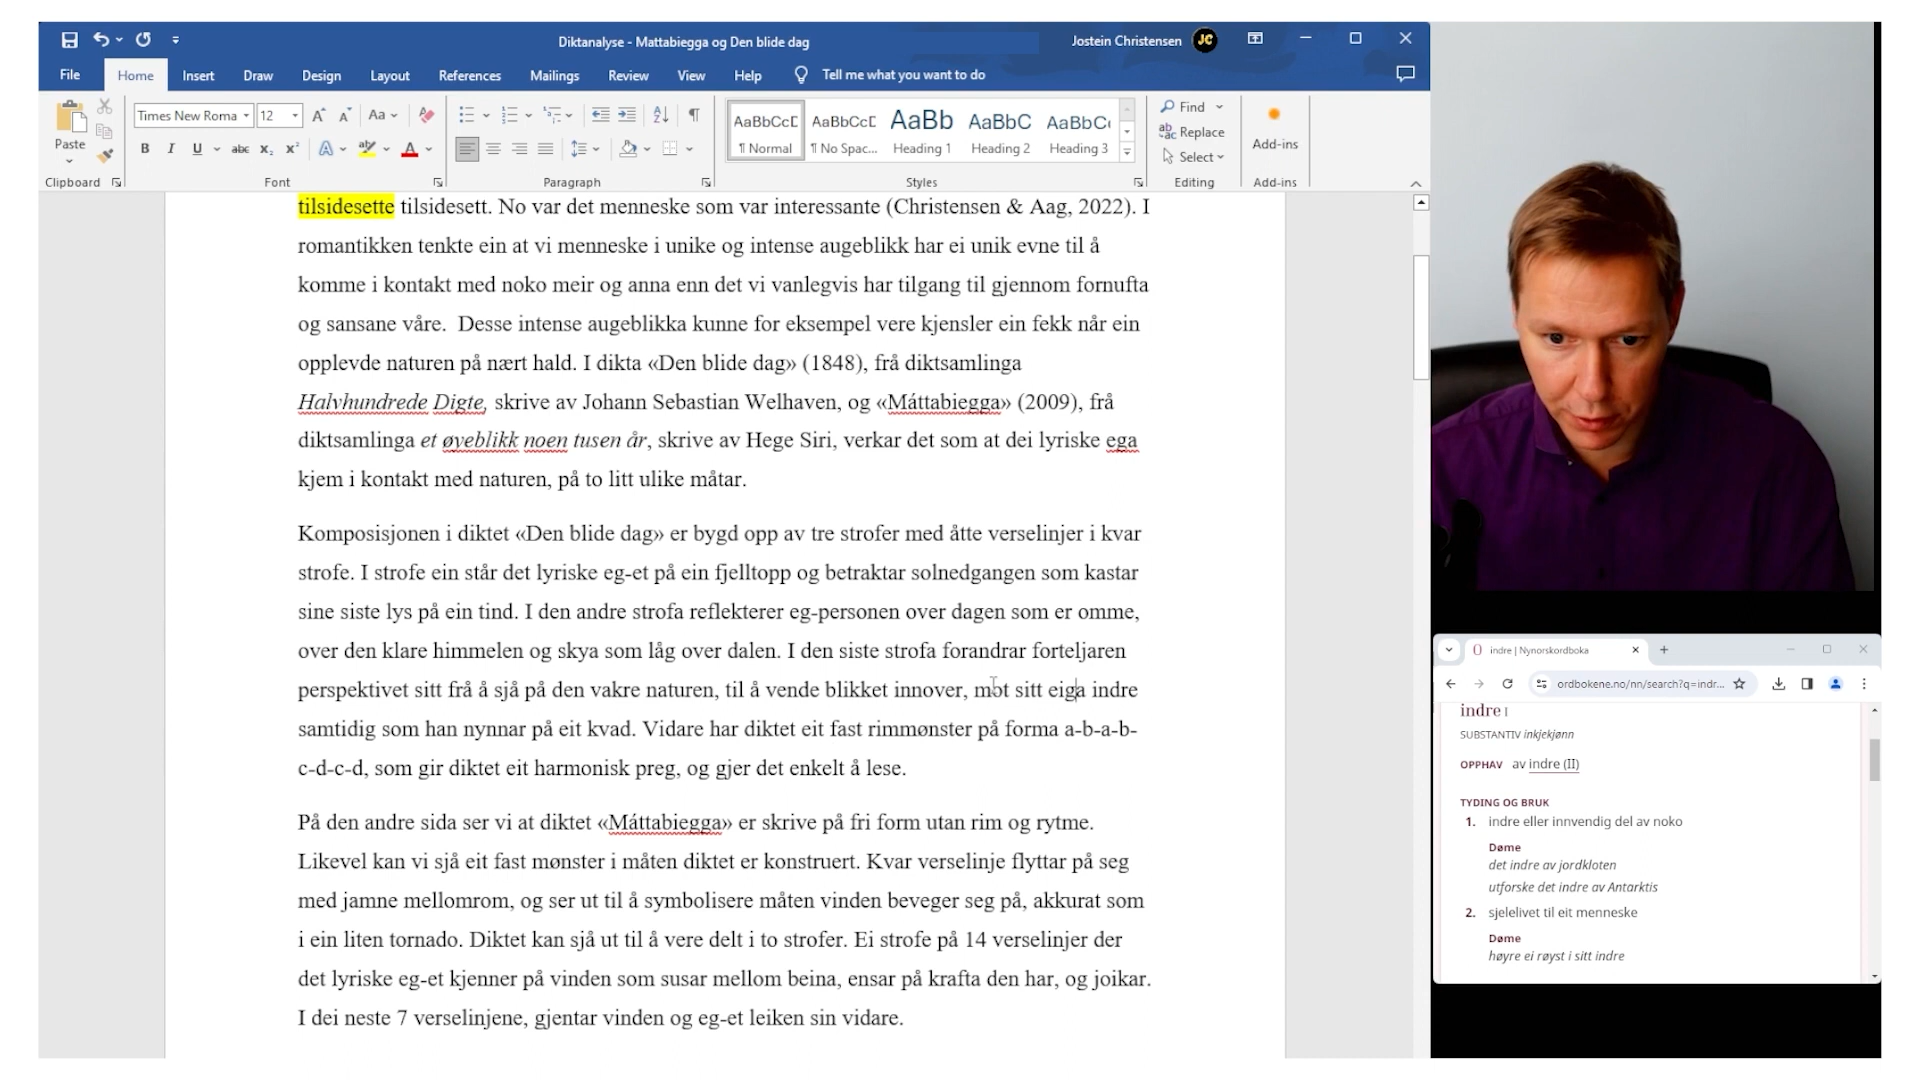 Diktanalyse - Mattabiegga og Den blide dag
Jostein Christensen JC
File Home Insert Draw Design Layout References Mailings Review View Help Tell me what you want to do
Times New Roma 12 Aa
Paste
B I U abc x₂ x² A ab A
AaBbCcD ¶ Normal
AaBbCcD ¶ No Spac...
AaBb Heading 1
AaBbC Heading 2
AaBbC Heading 3
Find
Replace
Select
Add-ins
Clipboard Font Paragraph Styles Editing Add-ins
tilsidesette tilsidesett. No var det menneske som var interessante (Christensen & Aag, 2022). I
romantikken tenkte ein at vi menneske i unike og intense augeblikk har ei unik evne til å
komme i kontakt med noko meir og anna enn det vi vanlegvis har tilgang til gjennom fornufta
og sansane våre. Desse intense augeblikka kunne for eksempel vere kjensler ein fekk når ein
opplevde naturen på nært hald. I dikta «Den blide dag» (1848), frå diktsamlinga
Halvhundrede Digte, skrive av Johann Sebastian Welhaven, og «Máttabiegga» (2009), frå
diktsamlinga et øyeblikk noen tusen år, skrive av Hege Siri, verkar det som at dei lyriske ega
kjem i kontakt med naturen, på to litt ulike måtar.
Komposisjonen i diktet «Den blide dag» er bygd opp av tre strofer med åtte verselinjer i kvar
strofe. I strofe ein står det lyriske eg-et på ein fjelltopp og betraktar solnedgangen som kastar
sine siste lys på ein tind. I den andre strofa reflekterer eg-personen over dagen som er omme,
over den klare himmelen og skya som låg over dalen. I den siste strofa forandrar forteljaren
perspektivet sitt frå å sjå på den vakre naturen, til å vende blikket innover, mot sitt eiga indre
samtidig som han nynnar på eit kvad. Vidare har diktet eit fast rimmønster på forma a-b-a-b-
c-d-c-d, som gir diktet eit harmonisk preg, og gjer det enkelt å lese.
På den andre sida ser vi at diktet «Máttabiegga» er skrive på fri form utan rim og rytme.
Likevel kan vi sjå eit fast mønster i måten diktet er konstruert. Kvar verselinje flyttar på seg
med jamne mellomrom, og ser ut til å symbolisere måten vinden beveger seg på, akkurat som
i ein liten tornado. Diktet kan sjå ut til å vere delt i to strofer. Ei strofe på 14 verselinjer der
det lyriske eg-et kjenner på vinden som susar mellom beina, ensar på krafta den har, og joikar.
I dei neste 7 verselinjene, gjentar vinden og eg-et leiken sin vidare.
indre | Nynorskordboka
ordbokene.no/nn/search?q=indr...
indre I
SUBSTANTIV inkjekjønn
OPPHAV av indre (II)
TYDING OG BRUK
1. indre eller innvendig del av noko
Døme
det indre av jordkloten
utforske det indre av Antarktis
2. sjelelivet til eit menneske
Døme
høyre ei røyst i sitt indre